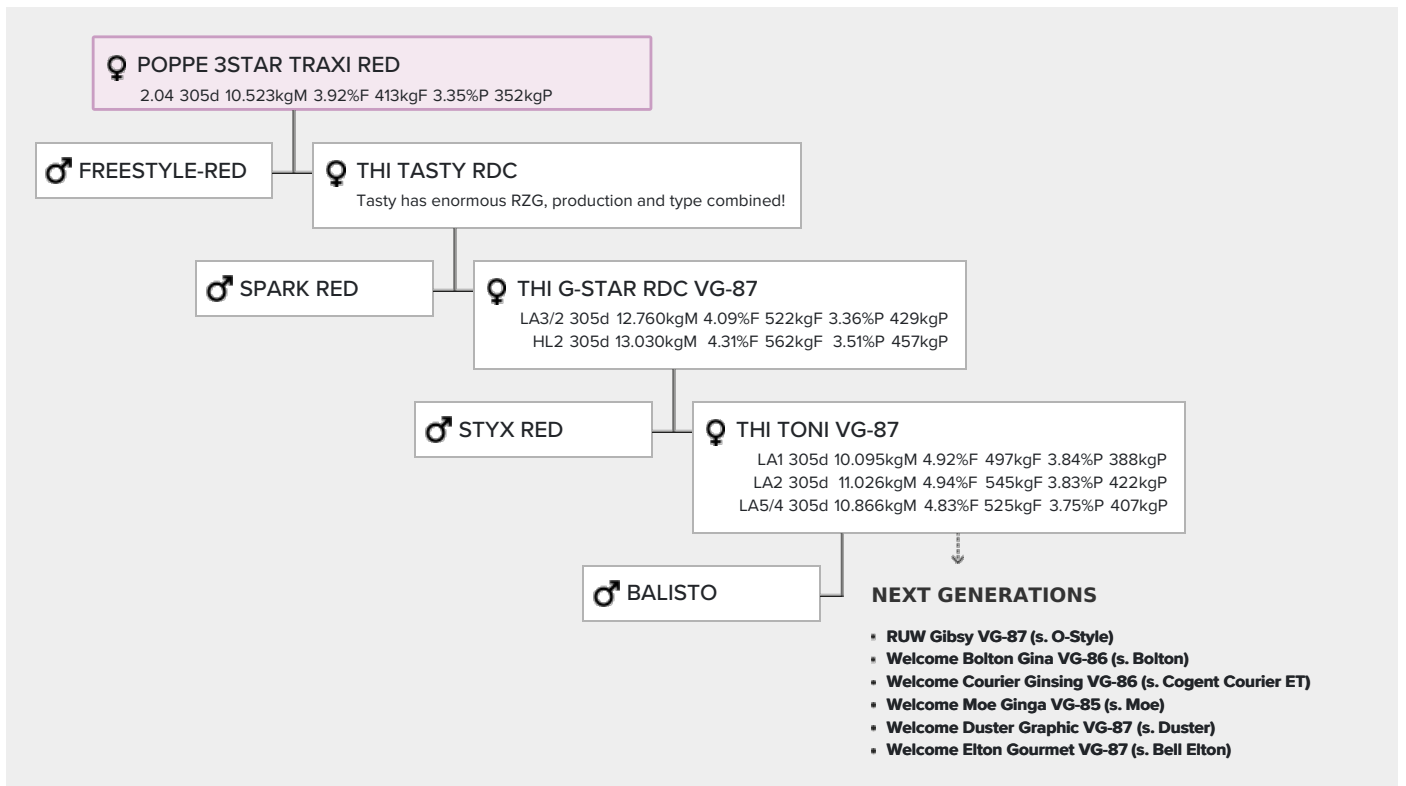 POPPE 3STAR TRAXI RED
2.04 305d 10.523kgM 3.92%F 413kgF 3.35%P 352kgP
FREESTYLE-RED
THI TASTY RDC
Tasty has enormous RZG, production and type combined!
SPARK RED
THI G-STAR RDC VG-87
LA3/2 305d 12.760kgM 4.09%F 522kgF 3.36%P 429kgP
HL2 305d 13.030kgM 4.31%F 562kgF 3.51%P 457kgP
STYX RED
THI TONI VG-87
LA1 305d 10.095kgM 4.92%F 497kgF 3.84%P 388kgP
LA2 305d 11.026kgM 4.94%F 545kgF 3.83%P 422kgP
LA5/4 305d 10.866kgM 4.83%F 525kgF 3.75%P 407kgP
BALISTO
NEXT GENERATIONS
RUW Gibsy VG-87 (s. O-Style)
Welcome Bolton Gina VG-86 (s. Bolton)
Welcome Courier Ginsing VG-86 (s. Cogent Courier ET)
Welcome Moe Ginga VG-85 (s. Moe)
Welcome Duster Graphic VG-87 (s. Duster)
Welcome Elton Gourmet VG-87 (s. Bell Elton)